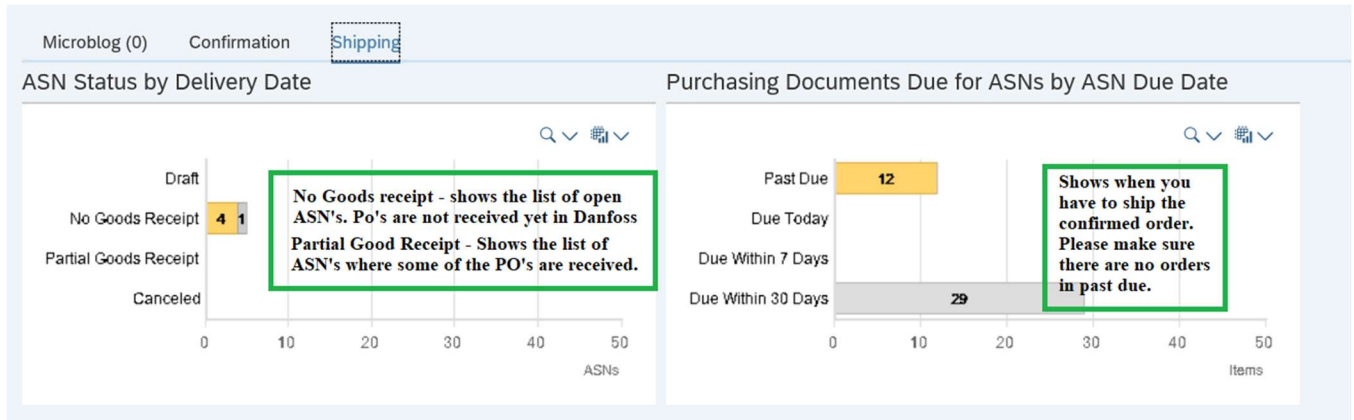 Microblog (0) Confirmation Shipping
ASN Status by Delivery Date
Draft
No Goods Receipt 4 1
Partial Goods Receipt
Canceled
0 10 20 30 40 50
ASNs
No Goods receipt - shows the list of open
ASN's. Po's are not received yet in Danfoss
Partial Good Receipt - Shows the list of
ASN's where some of the PO's are received.
Purchasing Documents Due for ASNs by ASN Due Date
Past Due 12
Due Today
Due Within 7 Days
Due Within 30 Days 29
0 10 20 30 40 50
Items
Shows when you
have to ship the
confirmed order.
Please make sure
there are no orders
in past due.